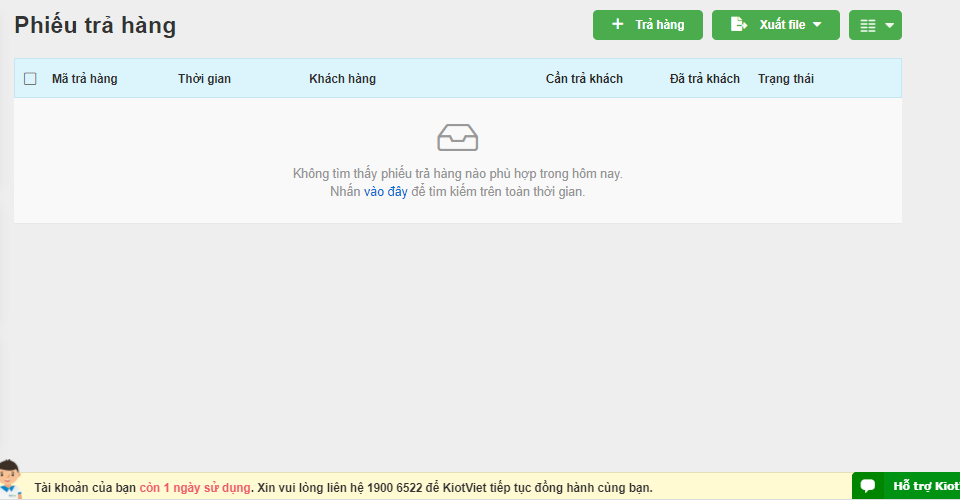 Phiếu trả hàng
Trả hàng
Xuất file
Mã trả hàng Thời gian Khách hàng Cần trả khách Đã trả khách Trạng thái
Không tìm thấy phiếu trả hàng nào phù hợp trong hôm nay.
Nhấn vào đây để tìm kiếm trên toàn thời gian.
Tài khoản của bạn còn 1 ngày sử dụng. Xin vui lòng liên hệ 1900 6522 để KiotViet tiếp tục đồng hành cùng bạn.
Hỗ trợ Kiot